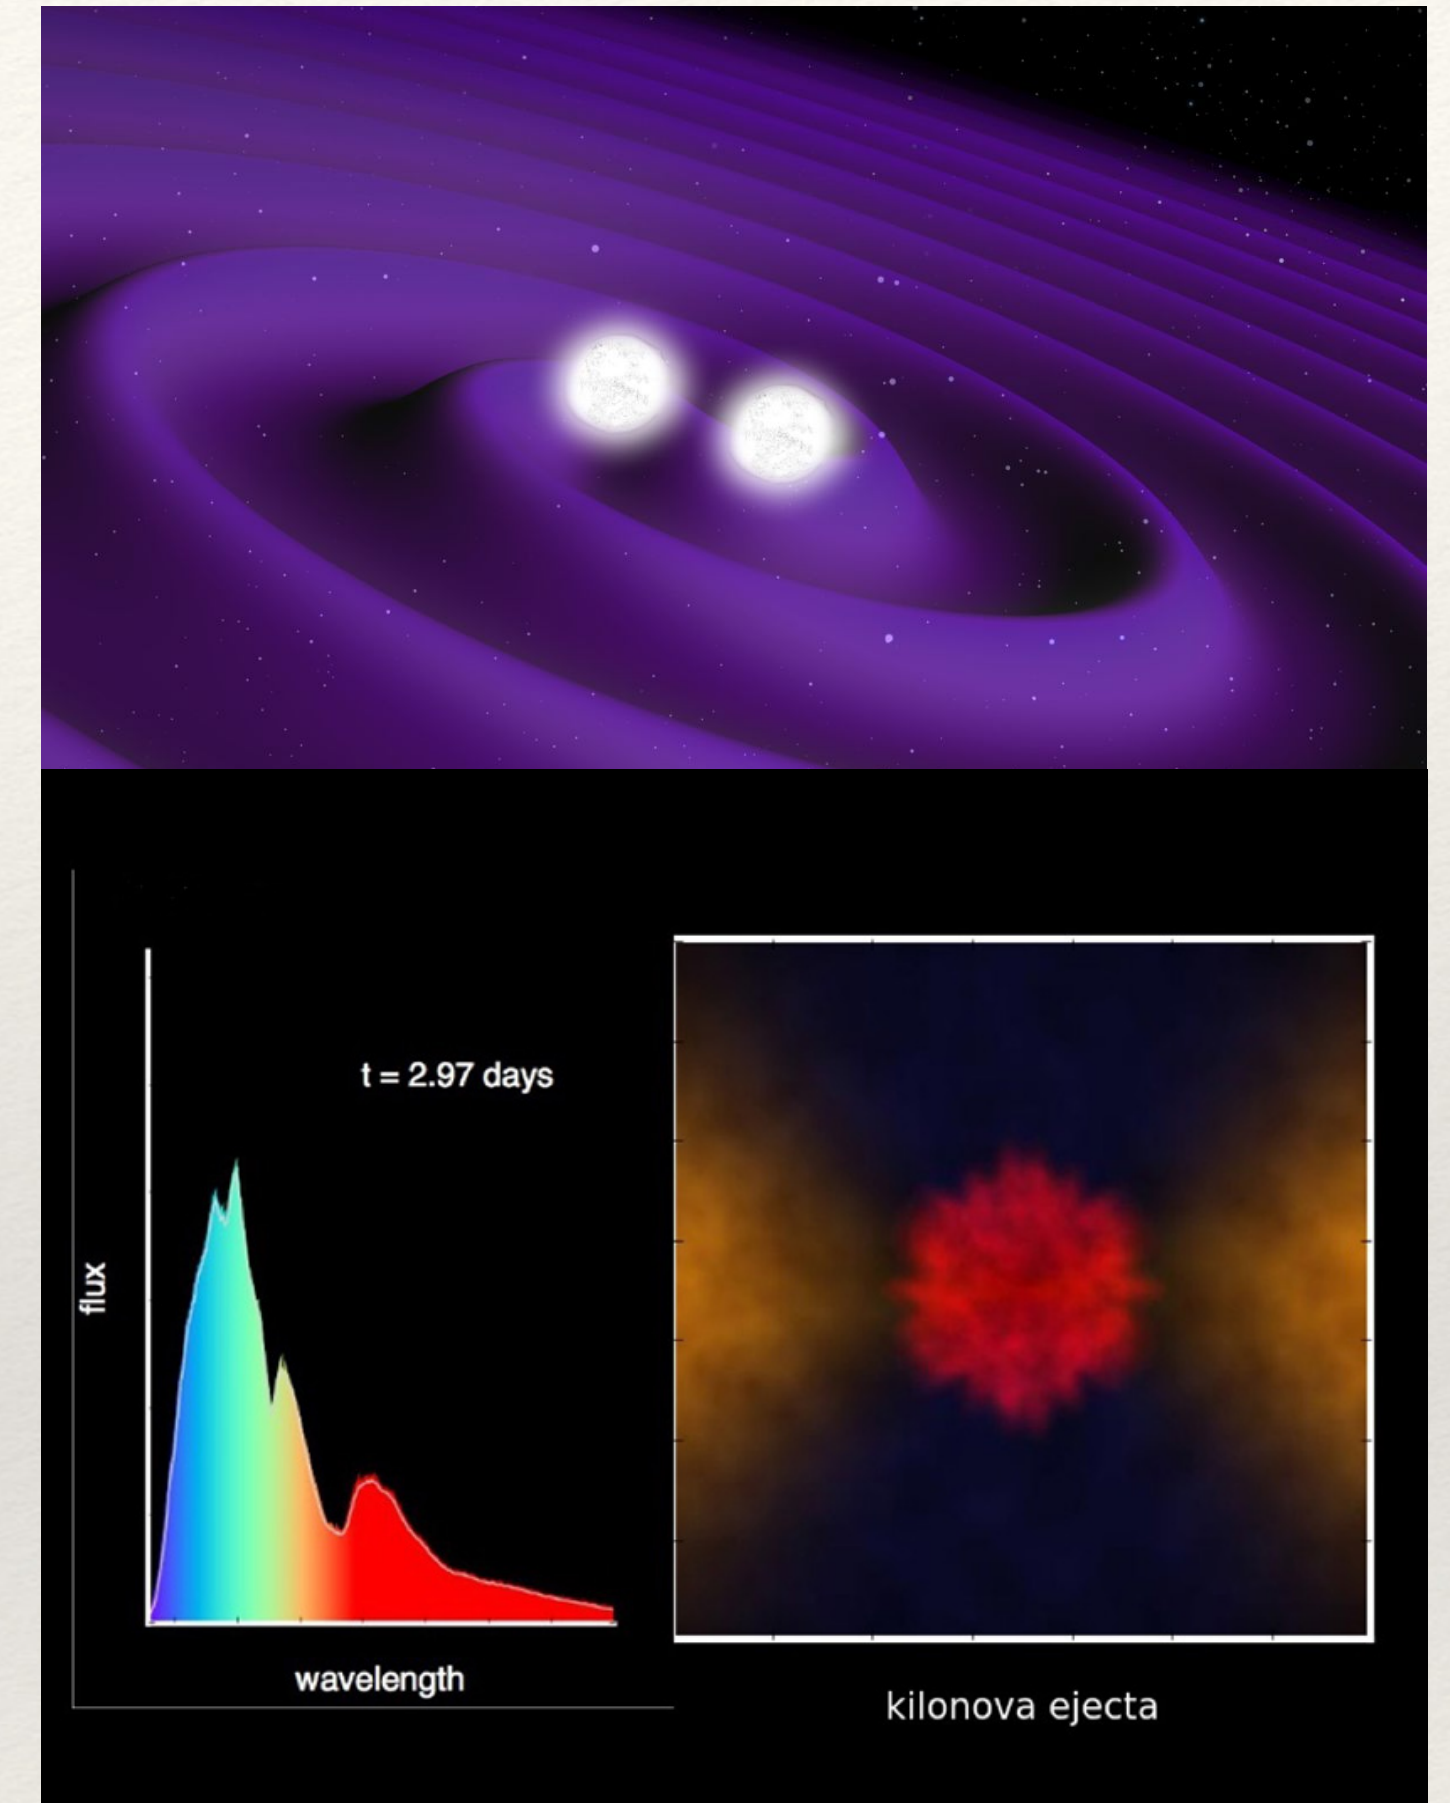 t = 2.97 days
flux
wavelength
kilonova ejecta